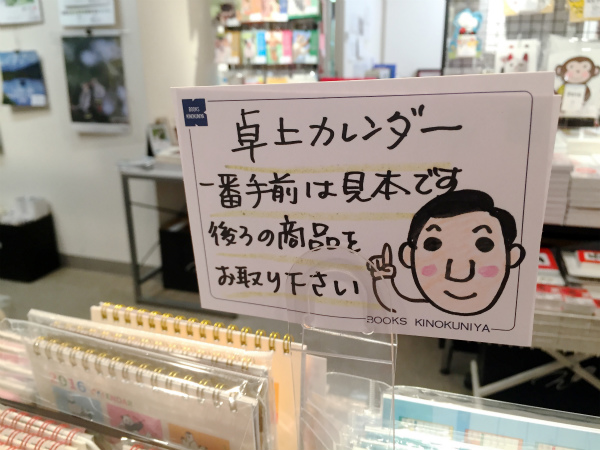 BOOKS
KINOKUNIYA
卓上カレンダー
一番手前は見本です
後ろの商品を
お取り下さい
BOOKS KINOKUNIYA